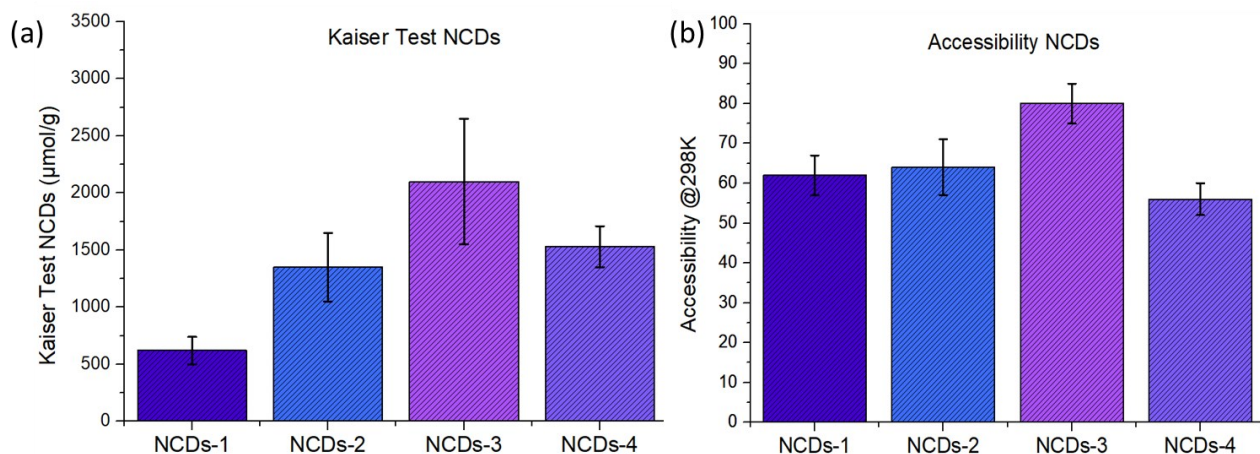 (a)
Kaiser Test NCDs
Kaiser Test NCDs (μmol/g)
3500
3000
2500
2000
1500
1000
500
0
NCDs-1 NCDs-2 NCDs-3 NCDs-4
(b)
Accessibility NCDs
Accessibility @298K
100
90
80
70
60
50
40
30
20
10
0
NCDs-1 NCDs-2 NCDs-3 NCDs-4